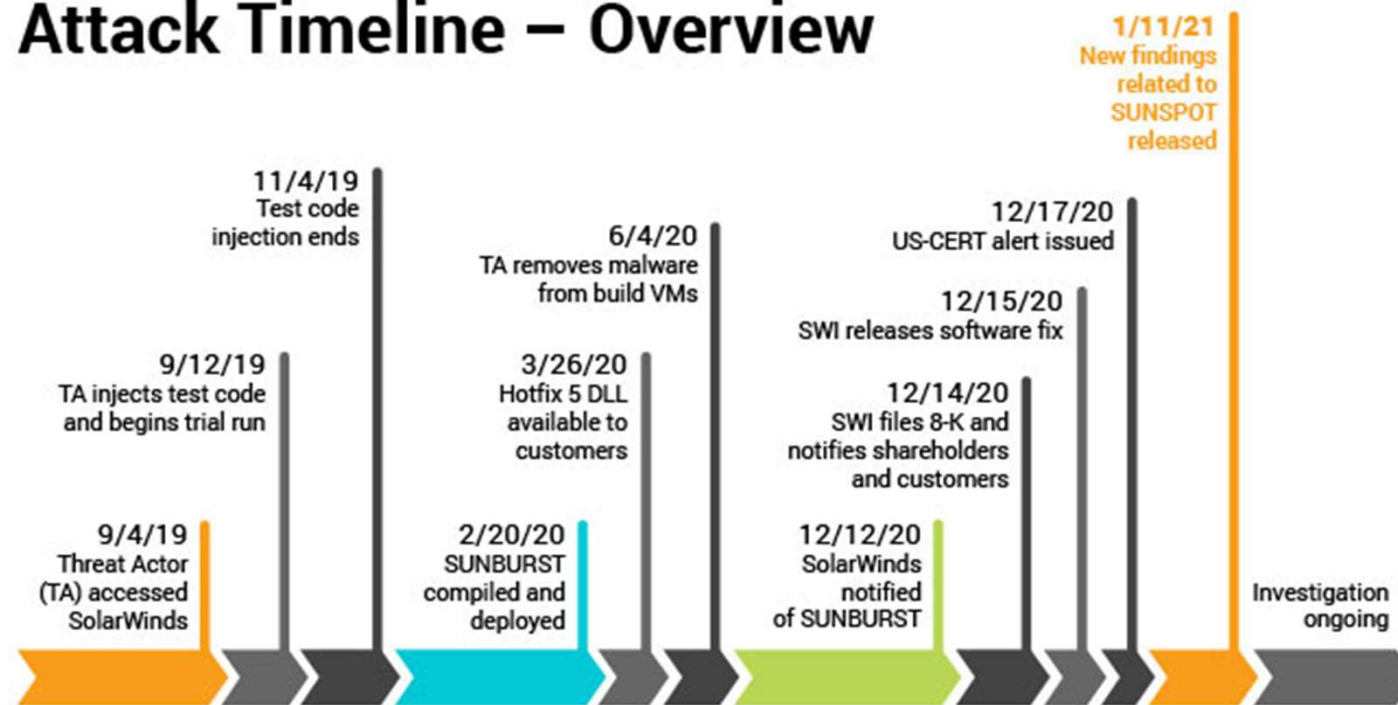 Attack Timeline – Overview
9/4/19
Threat Actor
(TA) accessed
SolarWinds
9/12/19
TA injects test code
and begins trial run
11/4/19
Test code
injection ends
2/20/20
SUNBURST
compiled and
deployed
3/26/20
Hotfix 5 DLL
available to
customers
6/4/20
TA removes malware
from build VMs
12/12/20
SolarWinds
notified
of SUNBURST
12/14/20
SWI files 8-K and
notifies shareholders
and customers
12/15/20
SWI releases software fix
12/17/20
US-CERT alert issued
1/11/21
New findings
related to
SUNSPOT
released
Investigation
ongoing